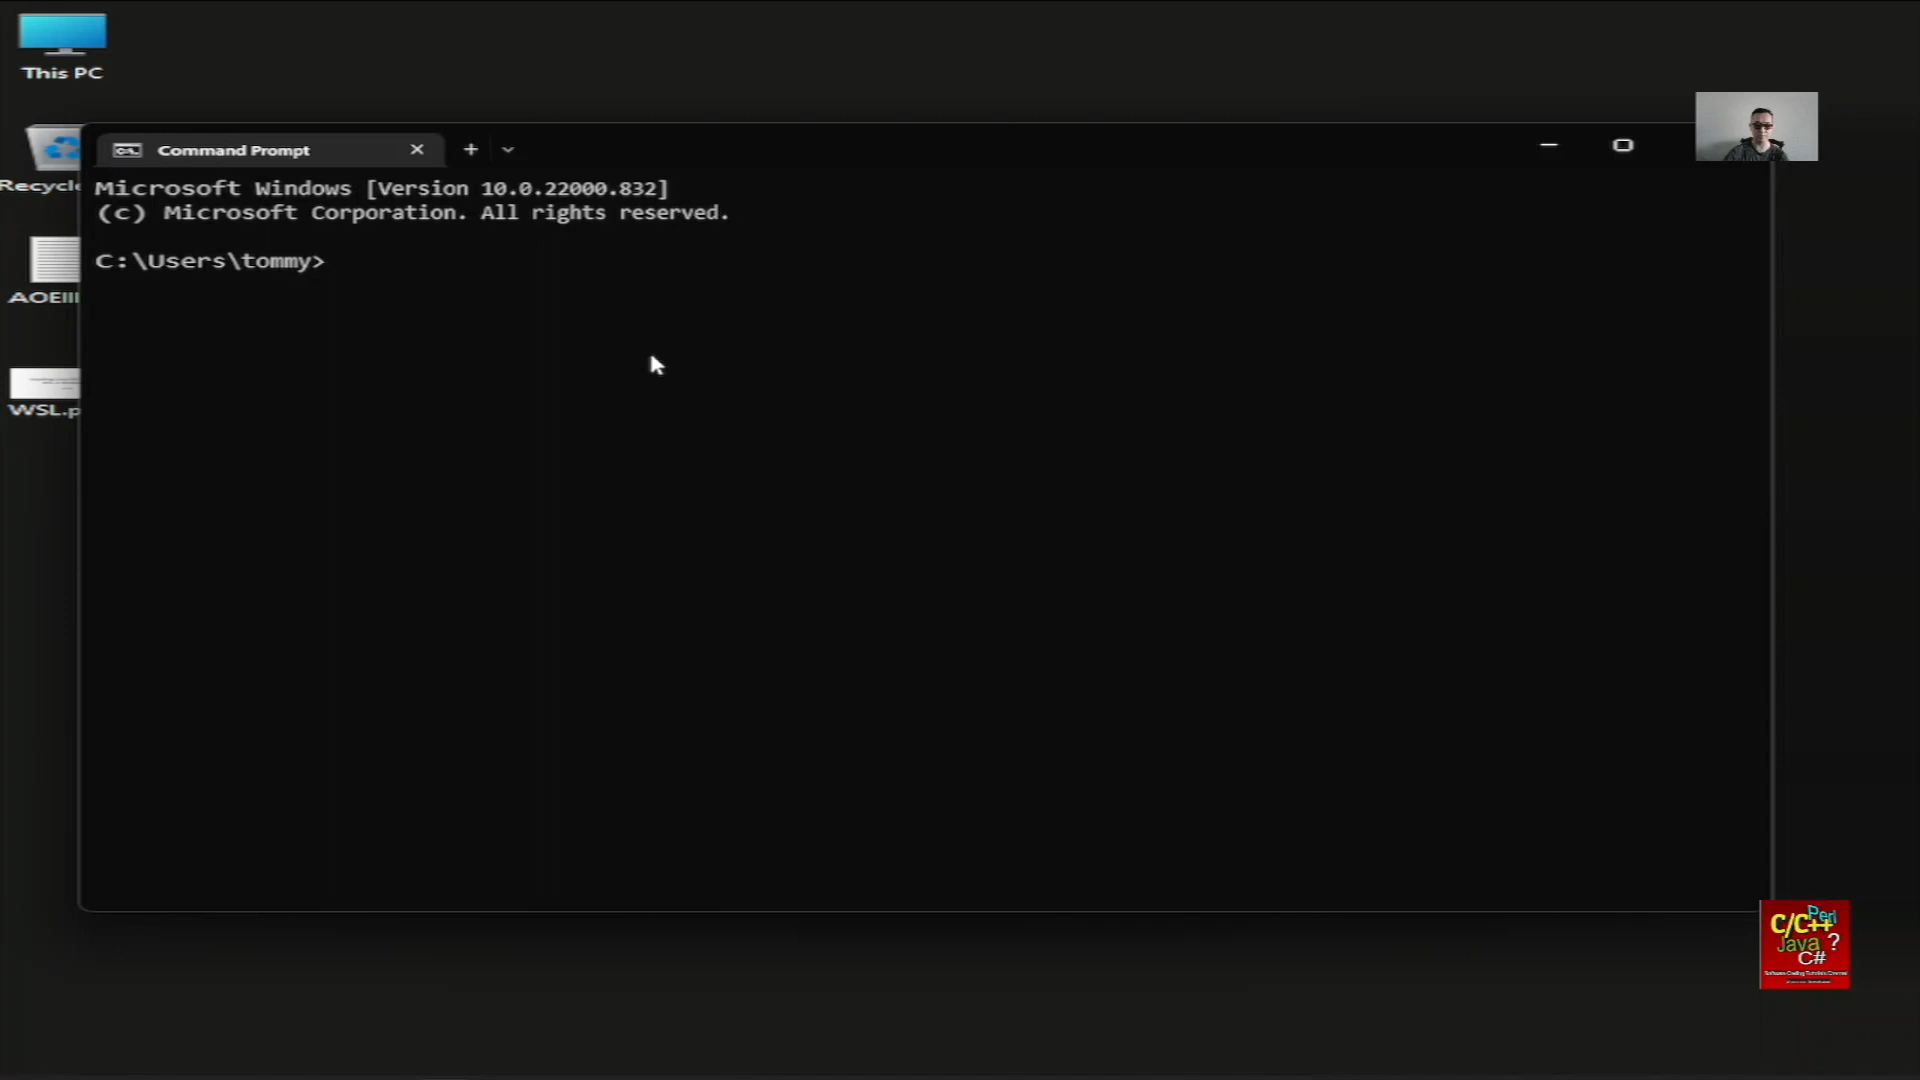 This PC
Command Prompt
Recycle
Microsoft Windows [Version 10.0.22000.832]
(c) Microsoft Corporation. All rights reserved.
C:\Users\tommy>
AOEIII
WSL.p
C/C++
Perl
Java ?
C#